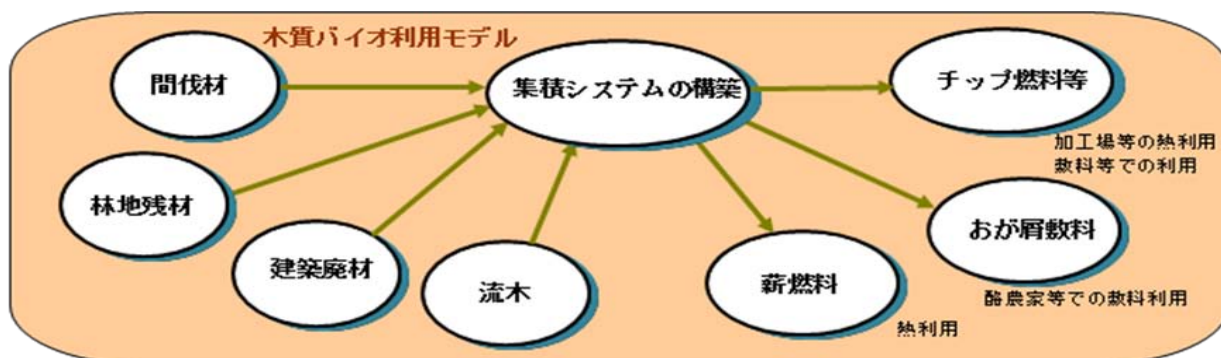 木質バイオ利用モデル
間伐材
集積システムの構築
チップ燃料等
加工場等の熱利用
敷料等での利用
林地残材
おが屑敷料
建築廃材
流木
薪燃料
酪農家等での敷料利用
熱利用